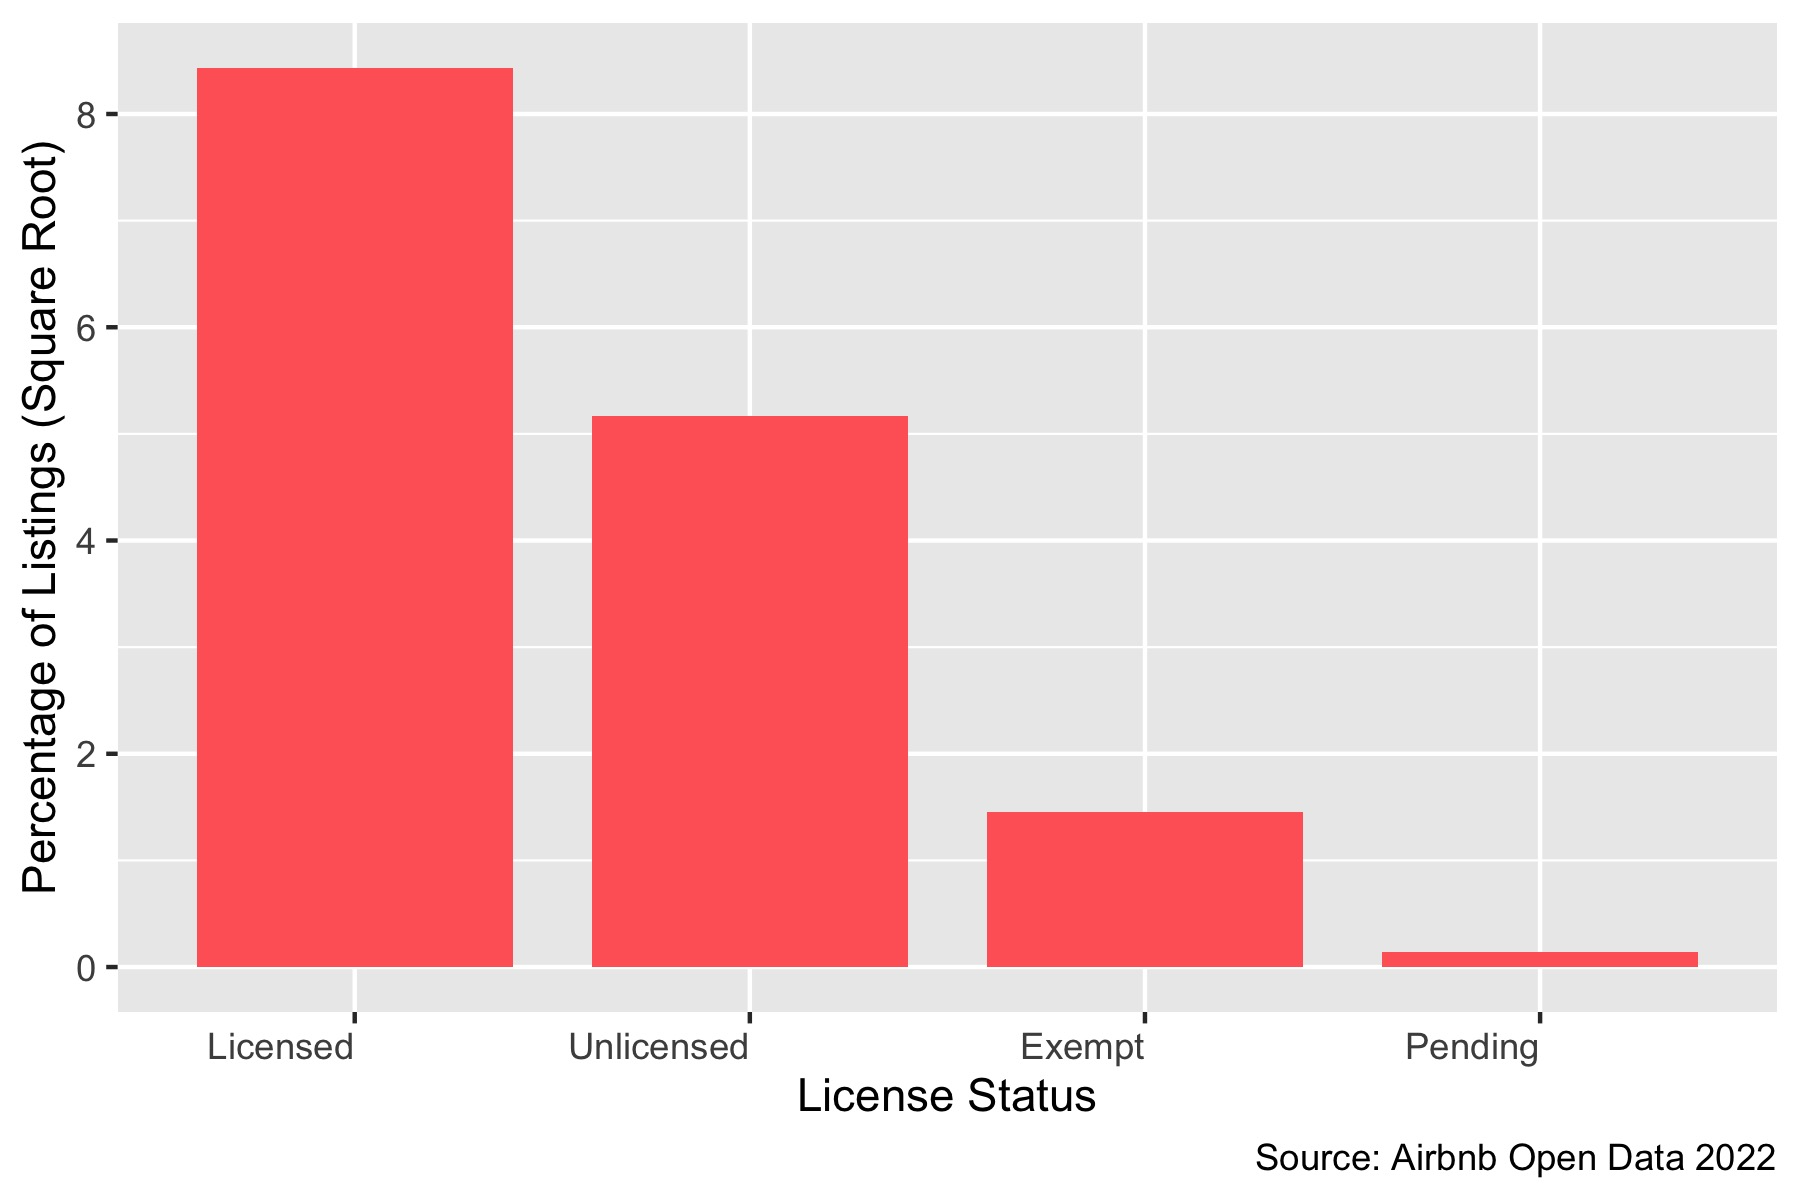 Percentage of Listings (Square Root)
8
6
4
2
0
Licensed
Unlicensed
Exempt
Pending
License Status
Source: Airbnb Open Data 2022